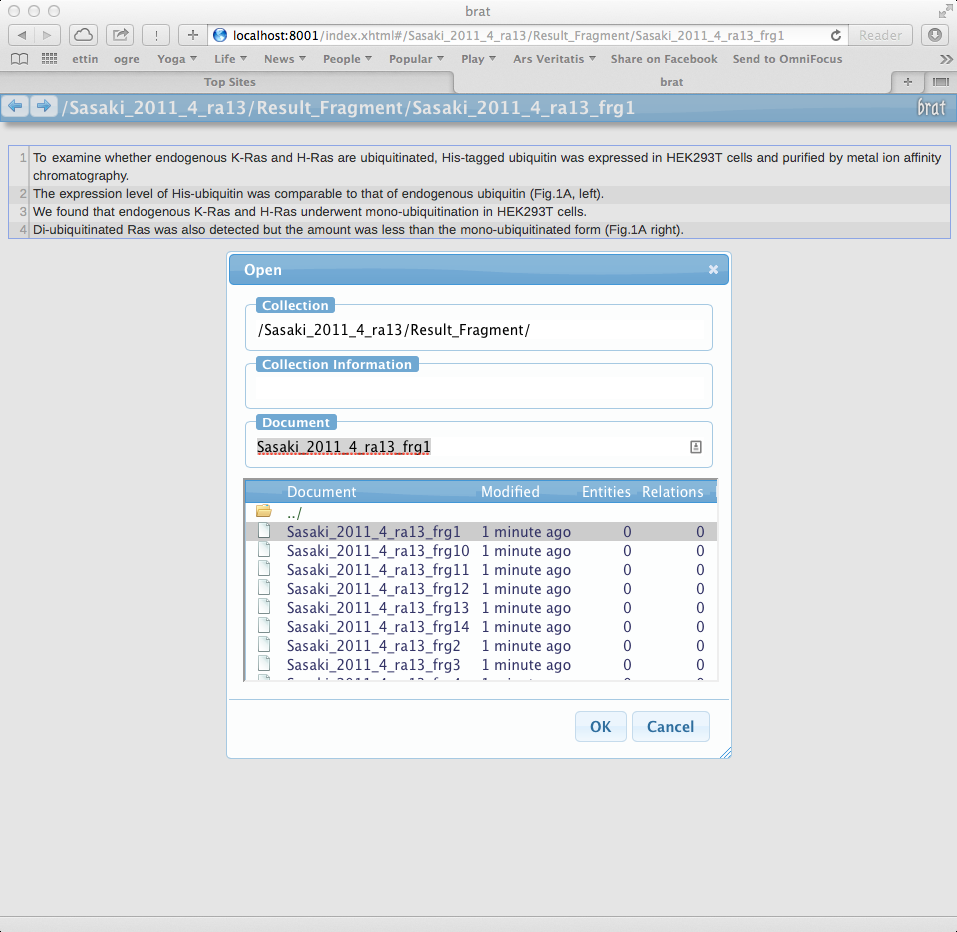 brat
! + localhost:8001/index.xhtml#/Sasaki_2011_4_ra13/Result_Fragment/Sasaki_2011_4_ra13_frg1 Reader
ettin ogre Yoga Life News People Popular Play Ars Veritatis Share on Facebook Send to OmniFocus
Top Sites brat +
/Sasaki_2011_4_ra13/Result_Fragment/Sasaki_2011_4_ra13_frg1 brat
1 To examine whether endogenous K-Ras and H-Ras are ubiquitinated, His-tagged ubiquitin was expressed in HEK293T cells and purified by metal ion affinity
chromatography.
2 The expression level of His-ubiquitin was comparable to that of endogenous ubiquitin (Fig.1A, left).
3 We found that endogenous K-Ras and H-Ras underwent mono-ubiquitination in HEK293T cells.
4 Di-ubiquitinated Ras was also detected but the amount was less than the mono-ubiquitinated form (Fig.1A right).
Open
Collection
/Sasaki_2011_4_ra13/Result_Fragment/
Collection Information
Document
Sasaki_2011_4_ra13_frg1
Document Modified Entities Relations
../
Sasaki_2011_4_ra13_frg1 1 minute ago 0 0
Sasaki_2011_4_ra13_frg10 1 minute ago 0 0
Sasaki_2011_4_ra13_frg11 1 minute ago 0 0
Sasaki_2011_4_ra13_frg12 1 minute ago 0 0
Sasaki_2011_4_ra13_frg13 1 minute ago 0 0
Sasaki_2011_4_ra13_frg14 1 minute ago 0 0
Sasaki_2011_4_ra13_frg2 1 minute ago 0 0
Sasaki_2011_4_ra13_frg3 1 minute ago 0 0
OK Cancel